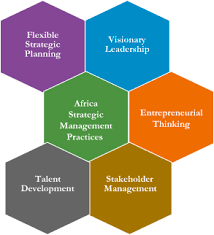 Flexible
Strategic
Planning
Visionary
Leadership
Africa
Strategic
Management
Practices
Entrepreneurial
Thinking
Talent
Development
Stakeholder
Management